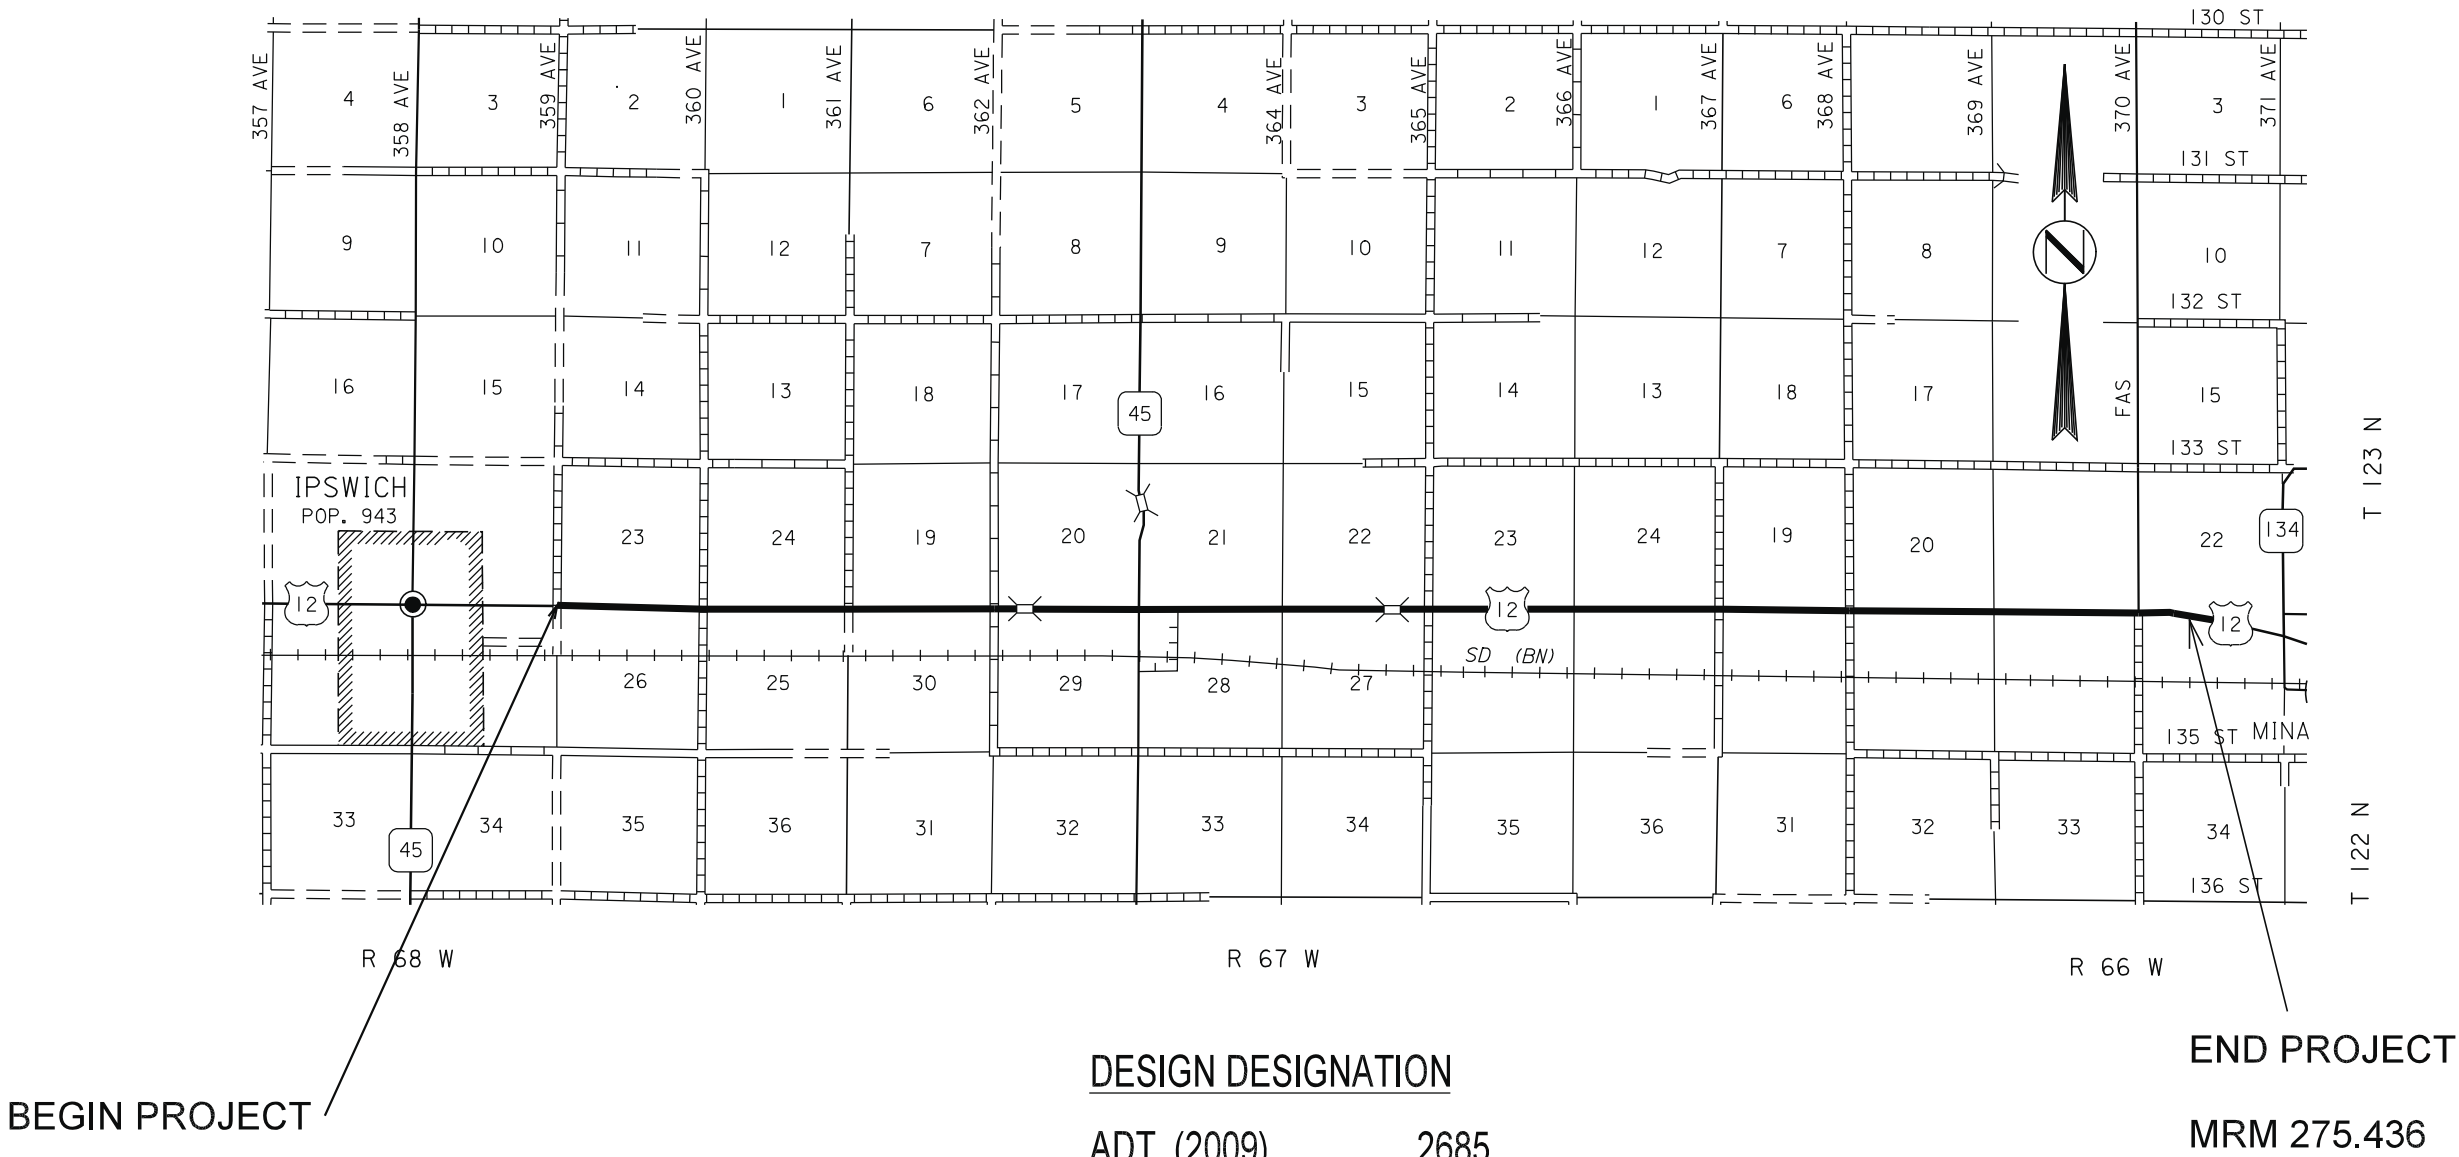 130 ST
357 AVE
358 AVE
359 AVE
360 AVE
361 AVE
362 AVE
364 AVE
365 AVE
366 AVE
367 AVE
368 AVE
369 AVE
370 AVE
371 AVE
4 3 2 1 6 5 4 3 2 1 6 3
131 ST
9 10 11 12 7 8 9 10 11 12 7 8 10
N
132 ST
16 15 14 13 18 17 16 15 14 13 18 17 15
45
FAS
133 ST
T 123 N
IPSWICH
POP. 943
23 24 19 20 21 22 23 24 19 20 22
134
12
12
12
SD (BN)
26 25 30 29 28 27
135 ST
MINA
33 34 35 36 31 32 33 34 35 36 31 32 33 34
45
136 ST
T 122 N
R 68 W
R 67 W
R 66 W
BEGIN PROJECT
DESIGN DESIGNATION
ADT (2009) 2685
END PROJECT
MRM 275.436